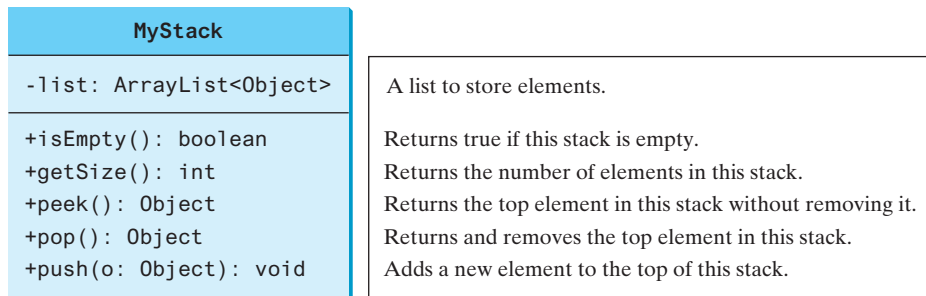 MyStack
-list: ArrayList<Object> A list to store elements.
+isEmpty(): boolean Returns true if this stack is empty.
+getSize(): int Returns the number of elements in this stack.
+peek(): Object Returns the top element in this stack without removing it.
+pop(): Object Returns and removes the top element in this stack.
+push(o: Object): void Adds a new element to the top of this stack.